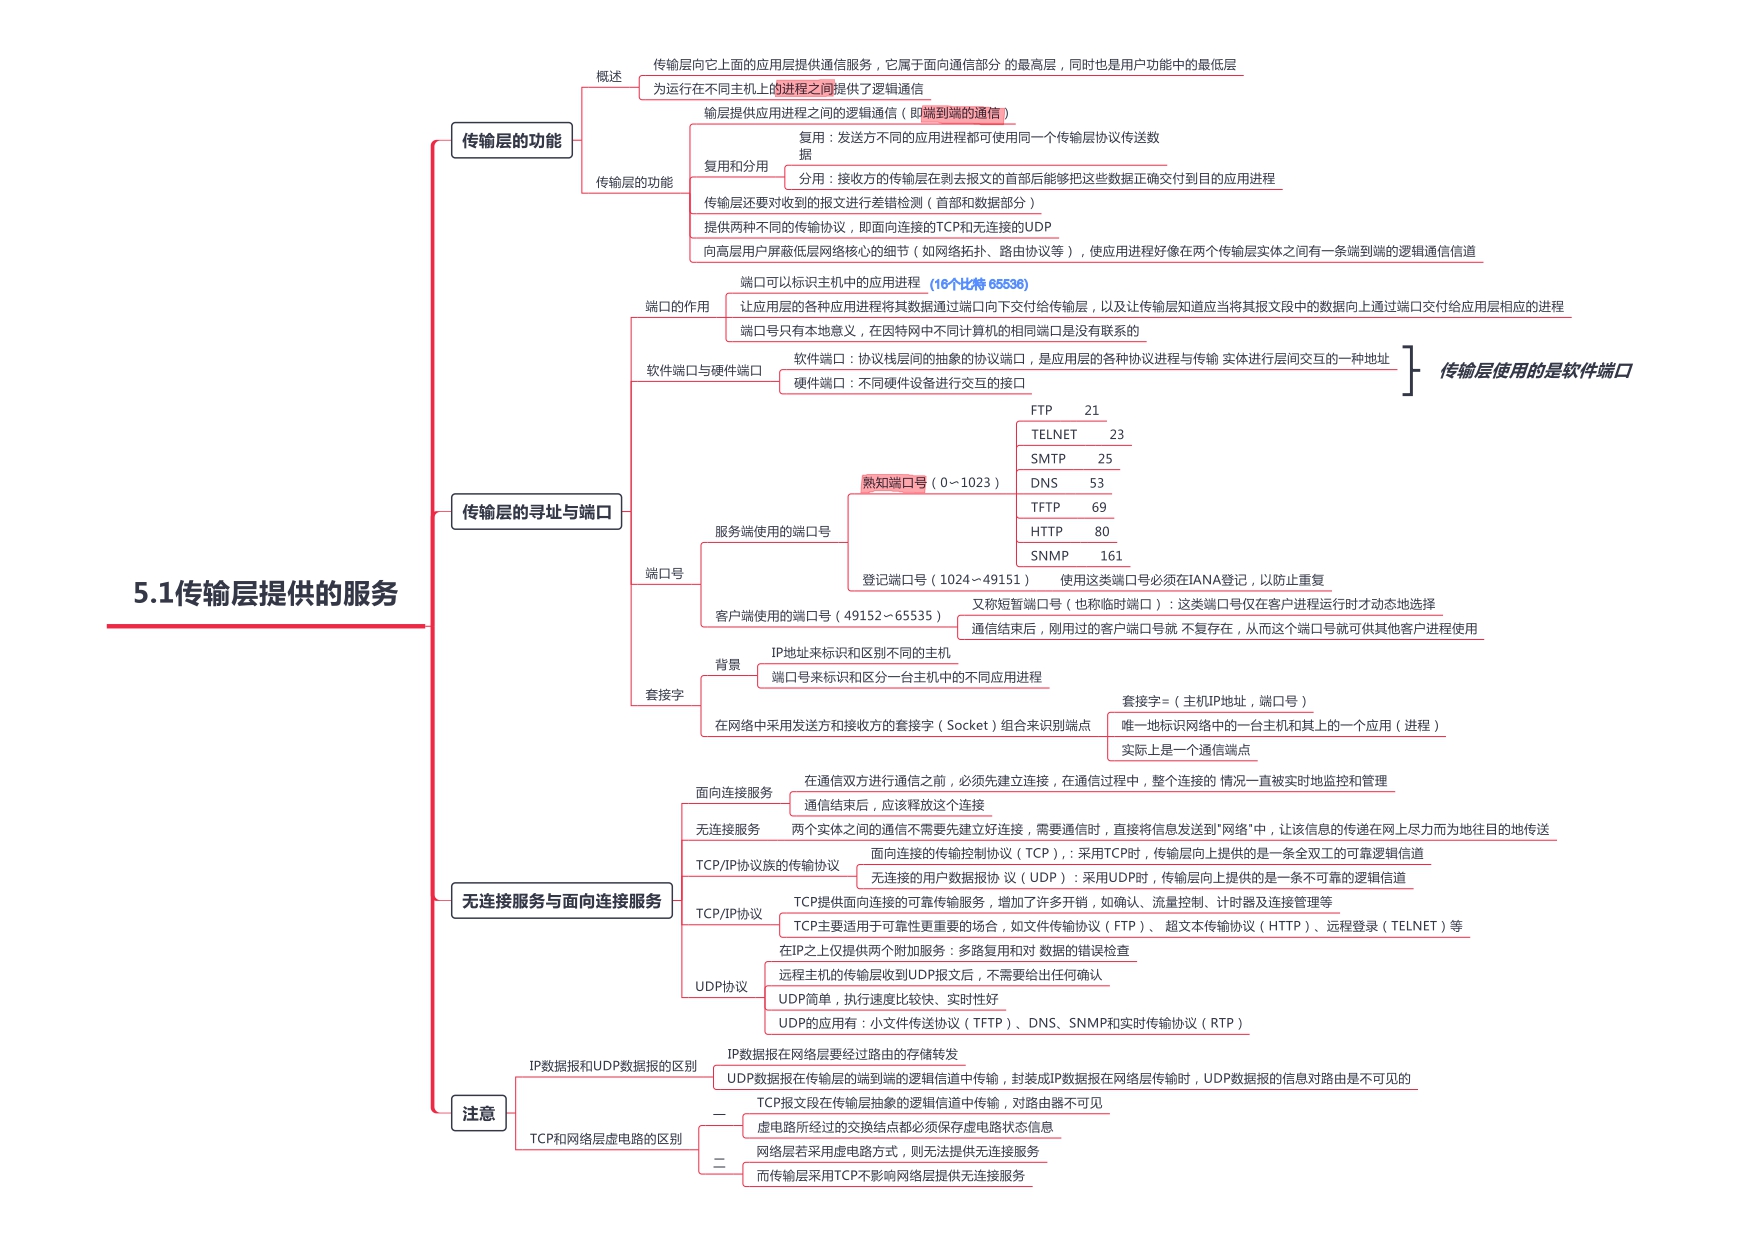 5.1传输层提供的服务
传输层的功能
概述
传输层向它上面的应用层提供通信服务，它属于面向通信部分 的最高层，同时也是用户功能中的最低层
为运行在不同主机上的进程之间提供了逻辑通信
传输层的功能
输层提供应用进程之间的逻辑通信（即端到端的通信）
复用和分用
复用：发送方不同的应用进程都可使用同一个传输层协议传送数
据
分用：接收方的传输层在剥去报文的首部后能够把这些数据正确交付到目的应用进程
传输层还要对收到的报文进行差错检测（首部和数据部分）
提供两种不同的传输协议，即面向连接的TCP和无连接的UDP
向高层用户屏蔽低层网络核心的细节（如网络拓扑、路由协议等），使应用进程好像在两个传输层实体之间有一条端到端的逻辑通信信道
传输层的寻址与端口
端口的作用
端口可以标识主机中的应用进程 (16个比特 65536)
让应用层的各种应用进程将其数据通过端口向下交付给传输层，以及让传输层知道应当将其报文段中的数据向上通过端口交付给应用层相应的进程
端口号只有本地意义，在因特网中不同计算机的相同端口是没有联系的
软件端口与硬件端口
软件端口：协议栈层间的抽象的协议端口，是应用层的各种协议进程与传输 实体进行层间交互的一种地址
硬件端口：不同硬件设备进行交互的接口
传输层使用的是软件端口
端口号
服务端使用的端口号
熟知端口号（0～1023）
FTP 21
TELNET 23
SMTP 25
DNS 53
TFTP 69
HTTP 80
SNMP 161
登记端口号（1024～49151） 使用这类端口号必须在IANA登记，以防止重复
客户端使用的端口号（49152～65535）
又称短暂端口号（也称临时端口）：这类端口号仅在客户进程运行时才动态地选择
通信结束后，刚用过的客户端口号就 不复存在，从而这个端口号就可供其他客户进程使用
套接字
背景
IP地址来标识和区别不同的主机
端口号来标识和区分一台主机中的不同应用进程
在网络中采用发送方和接收方的套接字（Socket）组合来识别端点
套接字=（主机IP地址，端口号）
唯一地标识网络中的一台主机和其上的一个应用（进程）
实际上是一个通信端点
无连接服务与面向连接服务
面向连接服务
在通信双方进行通信之前，必须先建立连接，在通信过程中，整个连接的 情况一直被实时地监控和管理
通信结束后，应该释放这个连接
无连接服务 两个实体之间的通信不需要先建立好连接，需要通信时，直接将信息发送到"网络"中，让该信息的传递在网上尽力而为地往目的地传送
TCP/IP协议族的传输协议
面向连接的传输控制协议（TCP），：采用TCP时，传输层向上提供的是一条全双工的可靠逻辑信道
无连接的用户数据报协 议（UDP）：采用UDP时，传输层向上提供的是一条不可靠的逻辑信道
TCP/IP协议
TCP提供面向连接的可靠传输服务，增加了许多开销，如确认、流量控制、计时器及连接管理等
TCP主要适用于可靠性更重要的场合，如文件传输协议（FTP）、 超文本传输协议（HTTP）、远程登录（TELNET）等
UDP协议
在IP之上仅提供两个附加服务：多路复用和对 数据的错误检查
远程主机的传输层收到UDP报文后，不需要给出任何确认
UDP简单，执行速度比较快、实时性好
UDP的应用有：小文件传送协议（TFTP）、DNS、SNMP和实时传输协议（RTP）
注意
IP数据报和UDP数据报的区别
IP数据报在网络层要经过路由的存储转发
UDP数据报在传输层的端到端的逻辑信道中传输，封装成IP数据报在网络层传输时，UDP数据报的信息对路由是不可见的
TCP和网络层虚电路的区别
一
TCP报文段在传输层抽象的逻辑信道中传输，对路由器不可见
虚电路所经过的交换结点都必须保存虚电路状态信息
二
网络层若采用虚电路方式，则无法提供无连接服务
而传输层采用TCP不影响网络层提供无连接服务